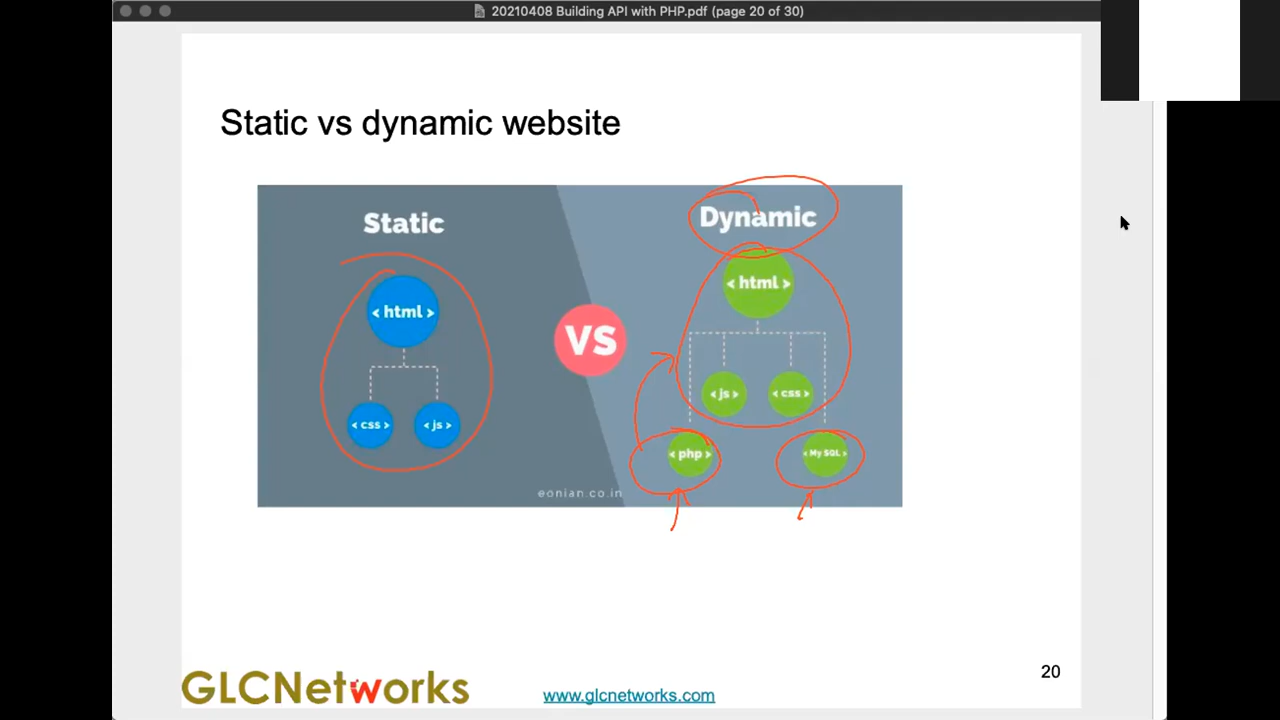 20210408 Building API with PHP.pdf (page 20 of 30)
Static vs dynamic website
Static
Dynamic
< html >
< html >
VS
< css >
< js >
< js >
< css >
< php >
< My SQL >
eonian.co.in
GLCNetworks
www.glcnetworks.com
20